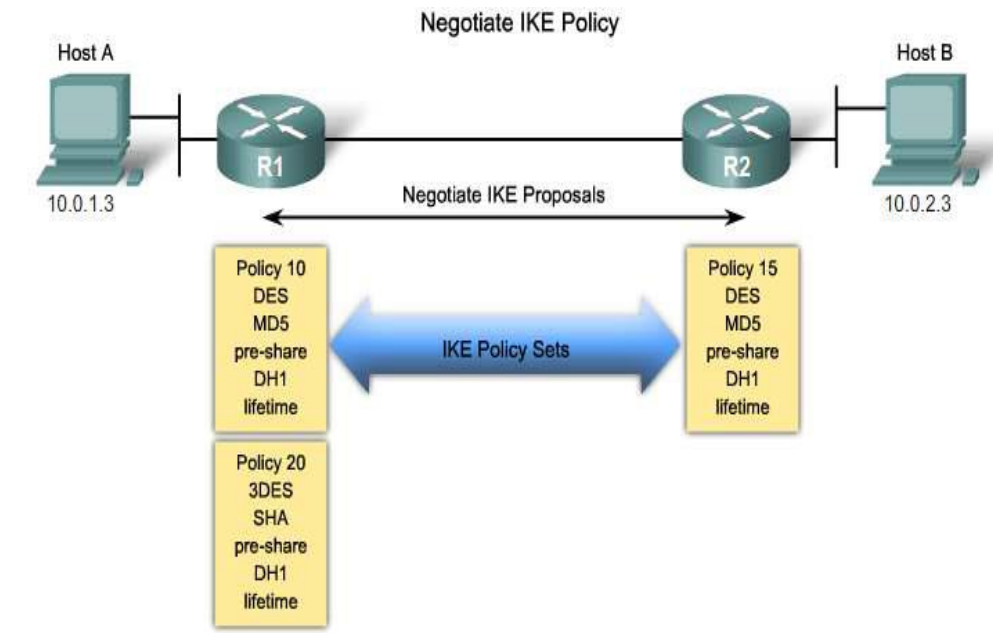 Negotiate IKE Policy
Host A
Host B
R1
R2
10.0.1.3
Negotiate IKE Proposals
10.0.2.3
Policy 10
DES
MD5
pre-share
DH1
lifetime
IKE Policy Sets
Policy 15
DES
MD5
pre-share
DH1
lifetime
Policy 20
3DES
SHA
pre-share
DH1
lifetime